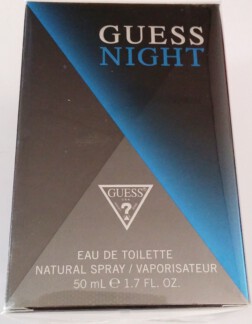 GUESS
NIGHT
GUESS
?
EAU DE TOILETTE
NATURAL SPRAY / VAPORISATEUR
50 mL e 1.7 FL. OZ.